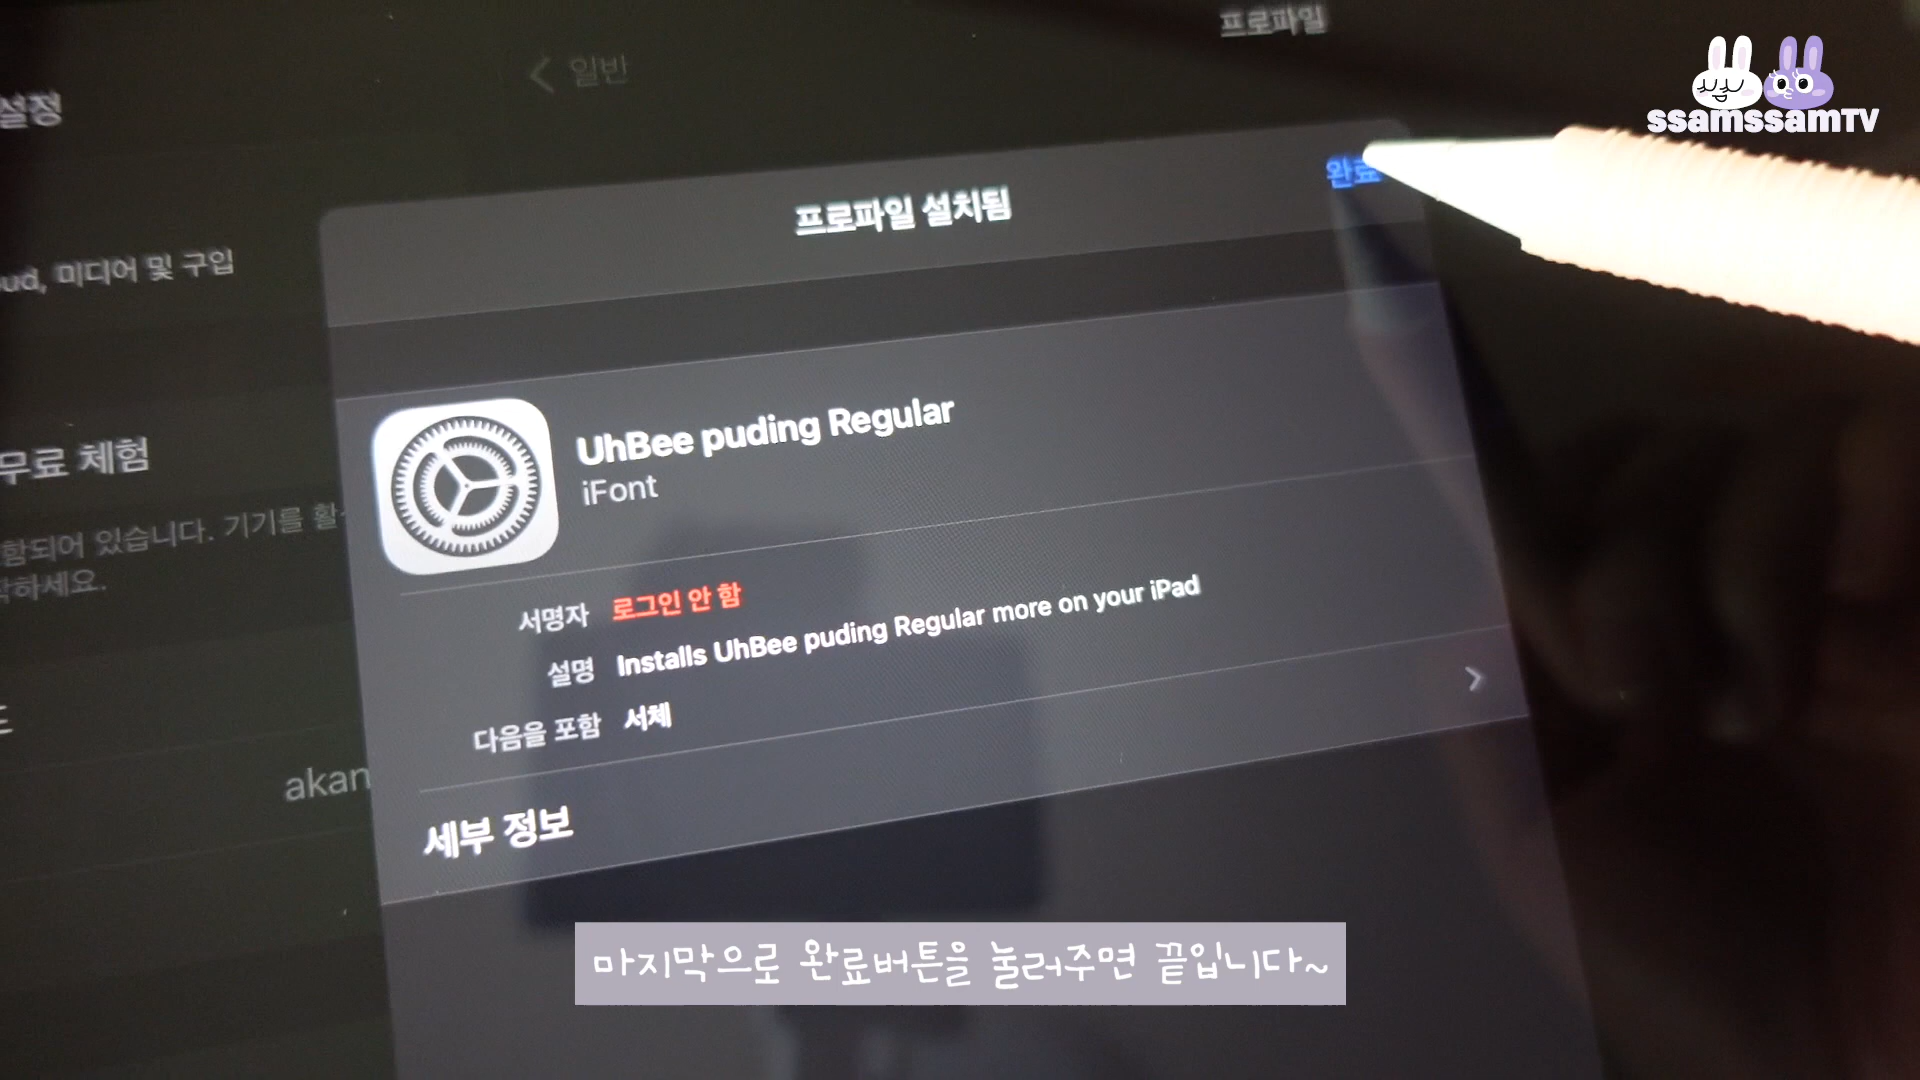 프로파일
일반
설정
ssamssamTV
완료
프로파일 설치됨
oud, 미디어 및 구입
UhBee puding Regular
iFont
무료 체험
함되어 있습니다. 기기를 활
작하세요.
서명자 로그인 안 함
설명 Installs UhBee puding Regular more on your iPad
다음을 포함 서체
akan
세부 정보
마지막으로 완료버튼을 눌러주면 끝입니다~